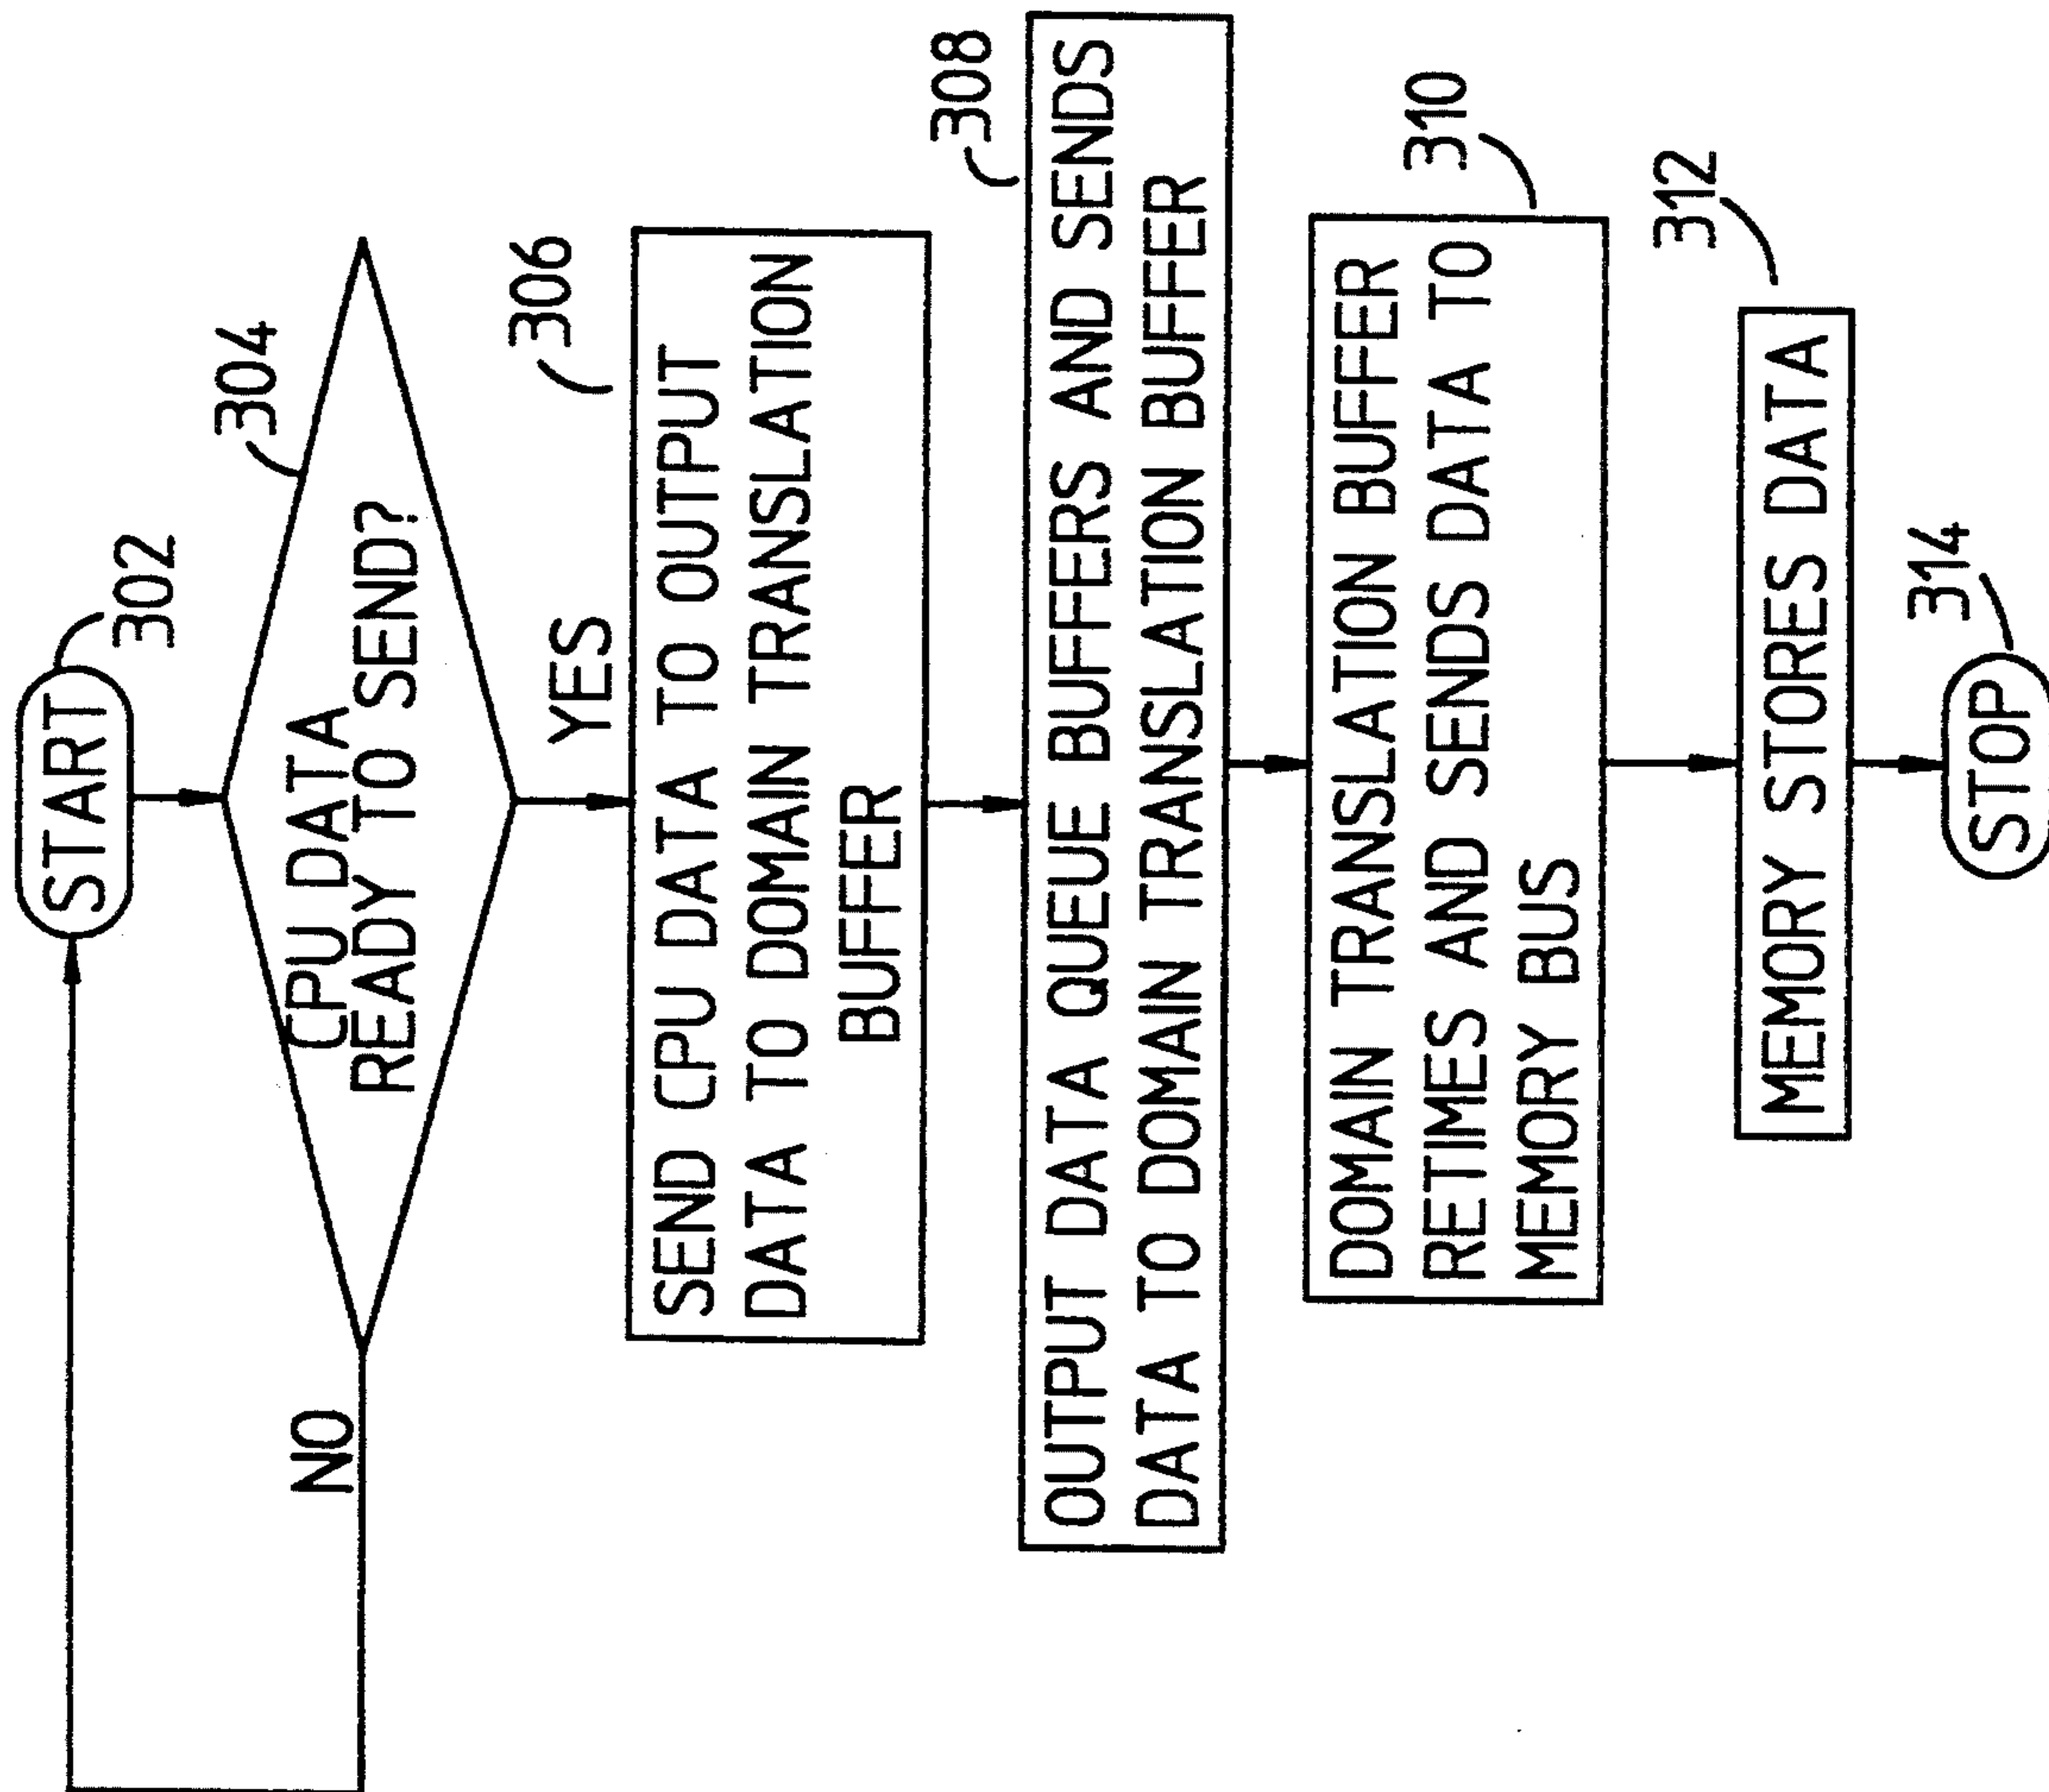 START
302
304
CPU DATA
READY TO SEND?
NO
YES
306
SEND CPU DATA TO OUTPUT
DATA TO DOMAIN TRANSLATION
BUFFER
308
OUTPUT DATA QUEUE BUFFERS AND SENDS
DATA TO DOMAIN TRANSLATION BUFFER
310
DOMAIN TRANSLATION BUFFER
RETIMES AND SENDS DATA TO
MEMORY BUS
312
MEMORY STORES DATA
314
STOP